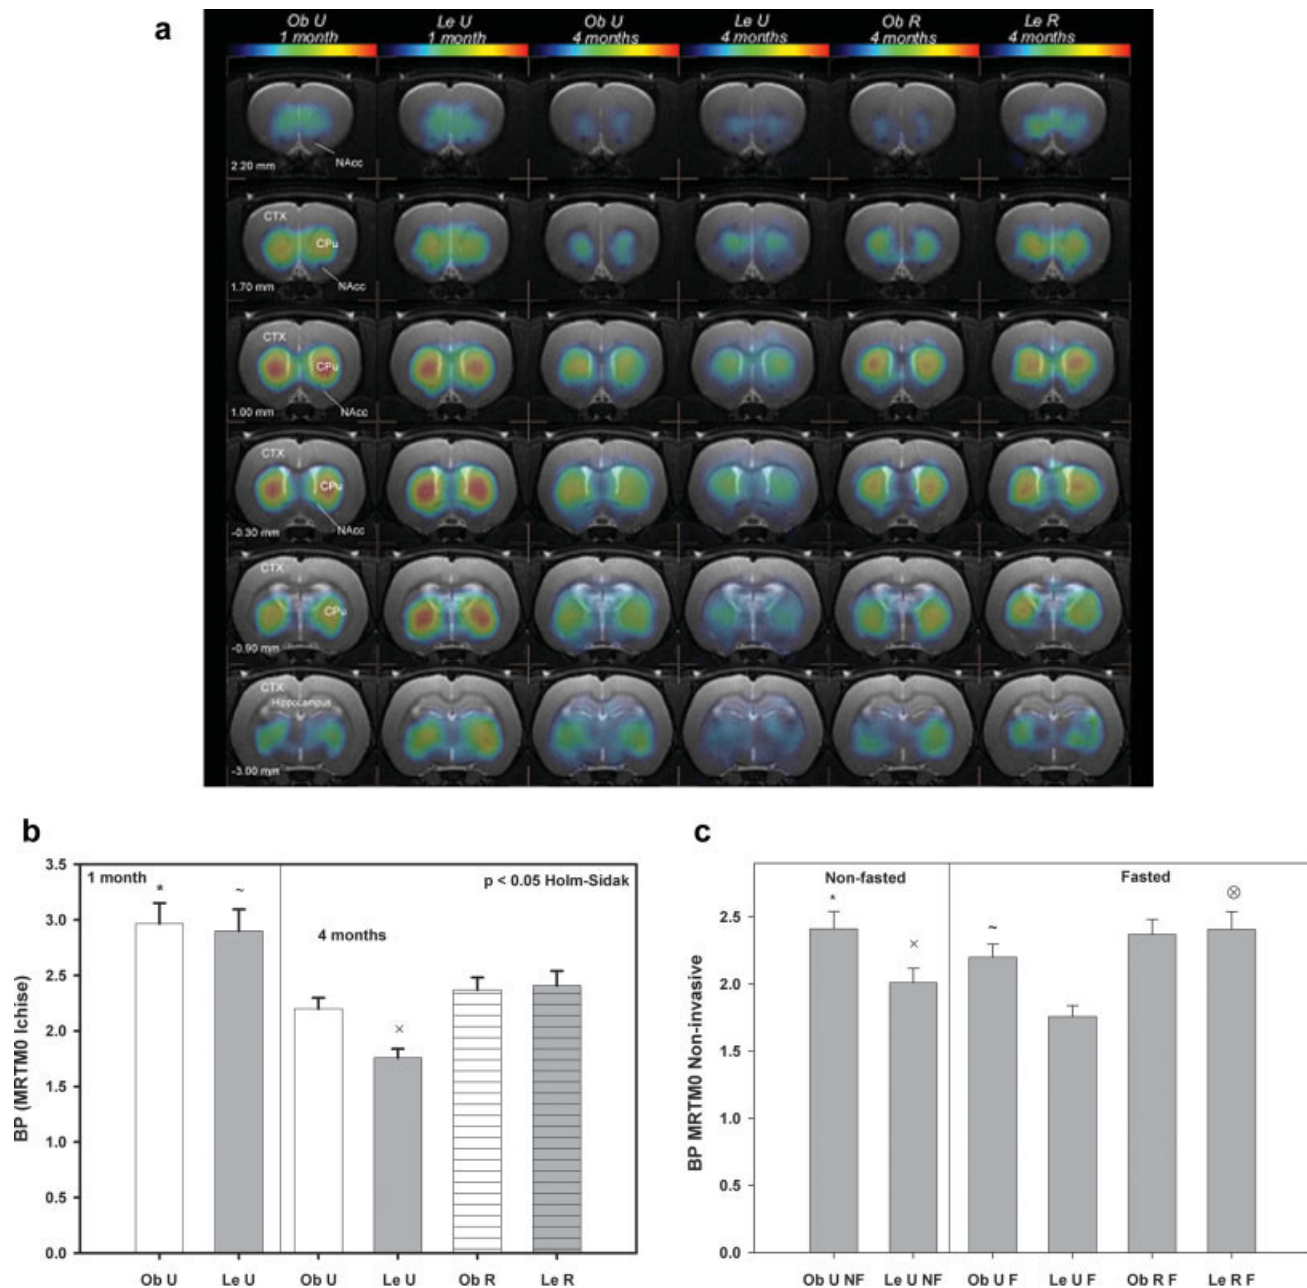 a
Ob U Le U Ob U Le U Ob R Le R
1 month 1 month 4 months 4 months 4 months 4 months
NAcc
2.20 mm
CTX
CPu
NAcc
1.70 mm
CTX
CPu
NAcc
1.00 mm
CTX
CPu
NAcc
-0.30 mm
CTX
CPu
-0.90 mm
CTX
Hippocampus
-3.00 mm
b
BP (MRTM0 Ichise)
3.5
3.0
2.5
2.0
1.5
1.0
0.5
0.0
1 month
p < 0.05 Holm-Sidak
4 months
*
~
×
Ob U Le U Ob U Le U Ob R Le R
c
BP MRTM0 Non-invasive
2.5
2.0
1.5
1.0
0.5
0.0
Non-fasted Fasted
*
×
~
⊗
Ob U NF Le U NF Ob U F Le U F Ob R F Le R F